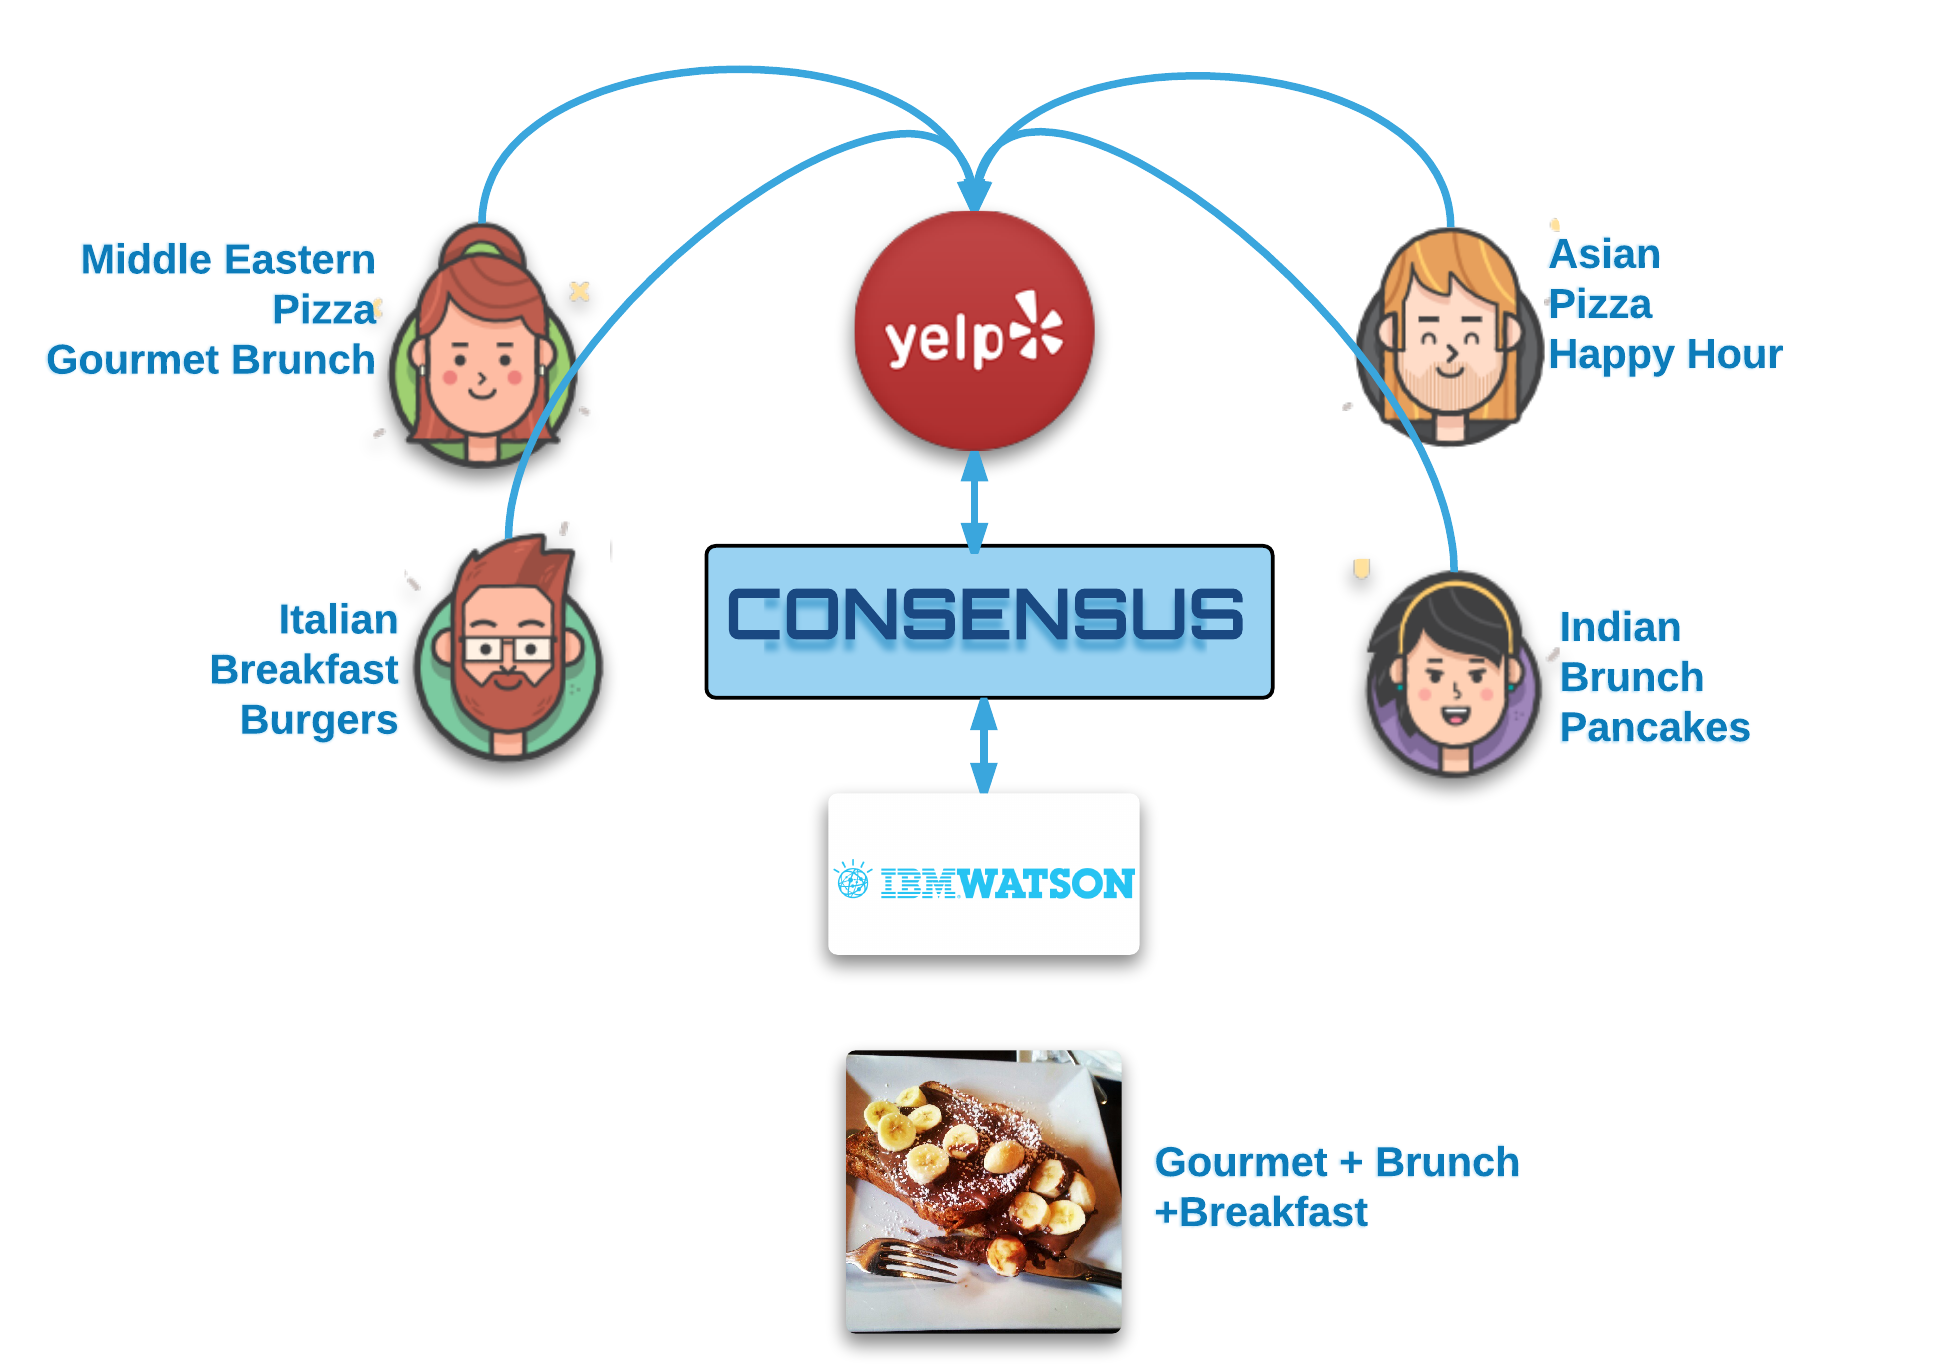 Middle Eastern
Pizza
Gourmet Brunch
yelp
Asian
Pizza
Happy Hour
Italian
Breakfast
Burgers
CONSENSUS
Indian
Brunch
Pancakes
IBM WATSON
Gourmet + Brunch
+Breakfast